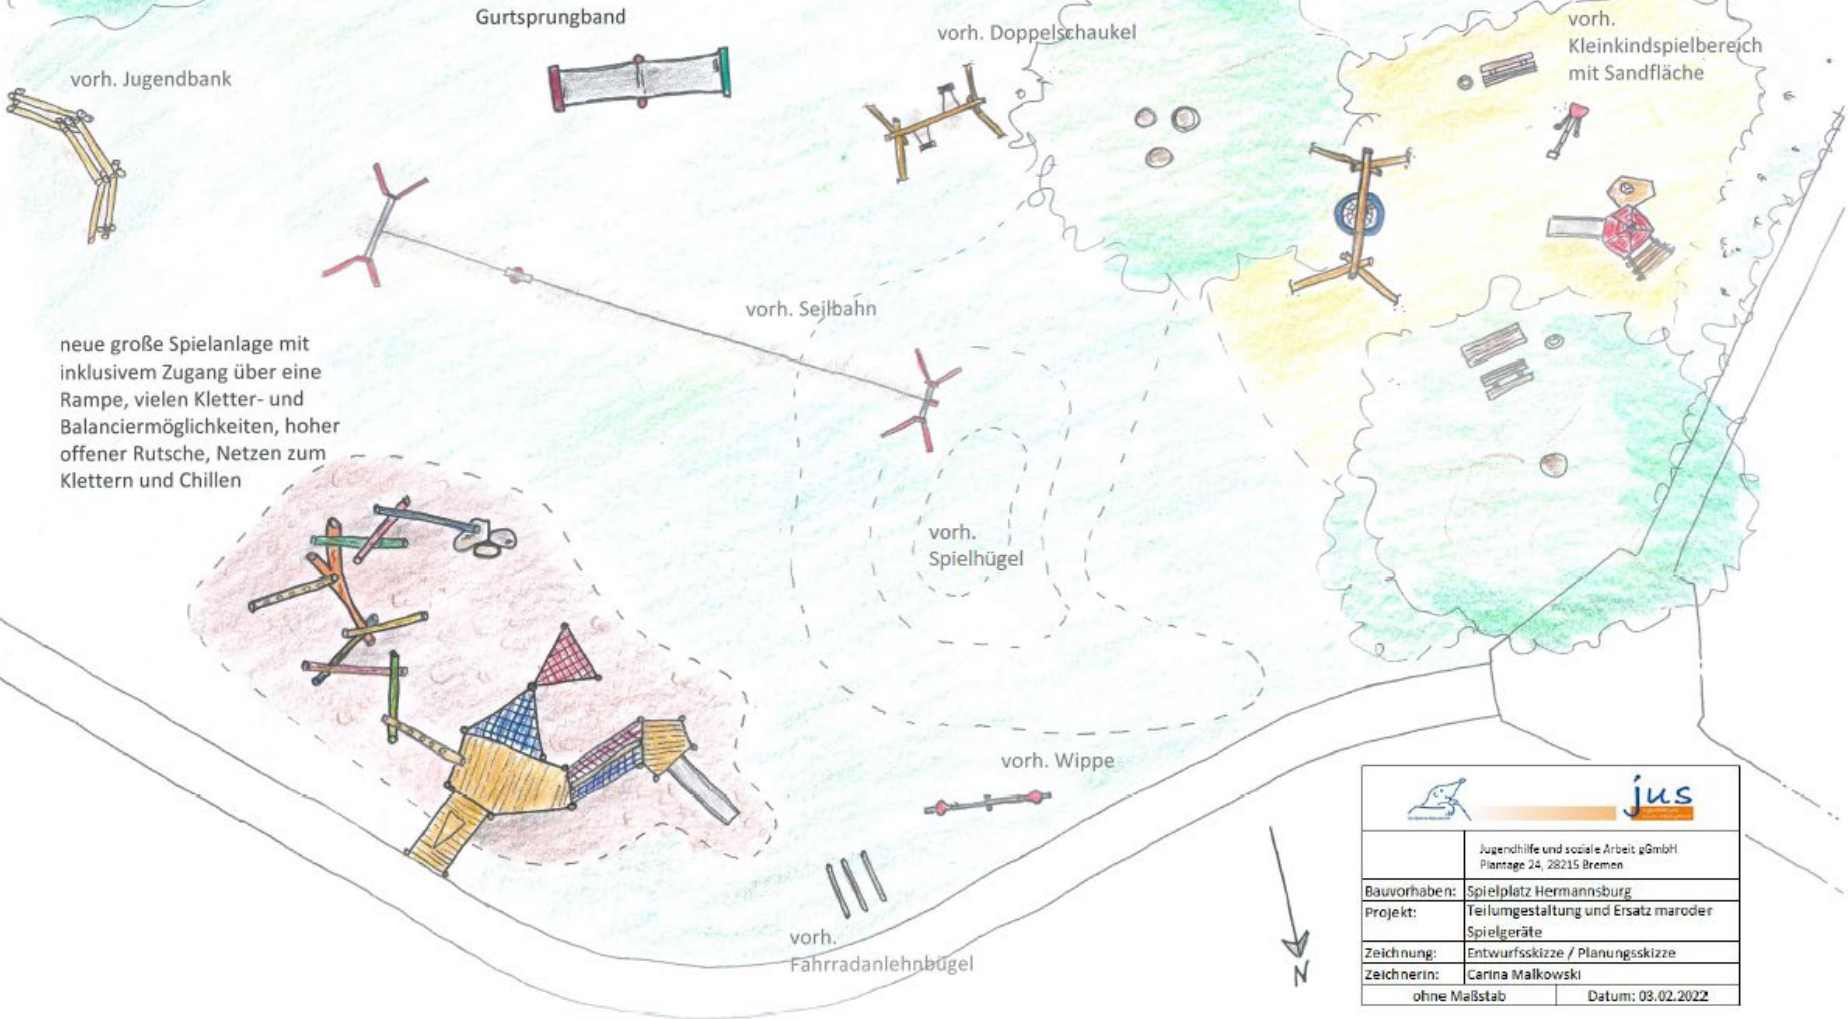 Gurtsprungband
vorh. Jugendbank
vorh. Doppelschaukel
vorh.
Kleinkindspielbereich
mit Sandfläche
vorh. Seilbahn
neue große Spielanlage mit
inklusivem Zugang über eine
Rampe, vielen Kletter- und
Balanciermöglichkeiten, hoher
offener Rutsche, Netzen zum
Klettern und Chillen
vorh.
Spielhügel
vorh. Wippe
vorh.
Fahrradanlehnbügel
N
jus
Jugendhilfe und soziale Arbeit gGmbH
Plantage 24, 28215 Bremen
Bauvorhaben: Spielplatz Hermannsburg
Projekt: Teilumgestaltung und Ersatz maroder
Spielgeräte
Zeichnung: Entwurfsskizze / Planungsskizze
Zeichnerin: Carina Malkowski
ohne Maßstab Datum: 03.02.2022